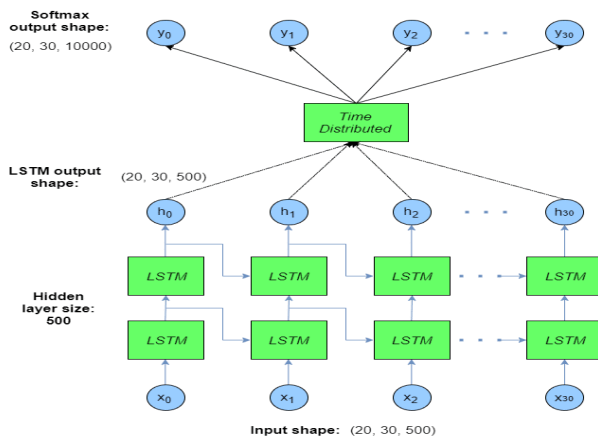 Softmax
output shape:
(20, 30, 10000)
y0 y1 y2 y30
Time
Distributed
LSTM output
shape:
(20, 30, 500)
h0 h1 h2 h30
LSTM LSTM LSTM LSTM
Hidden
layer size:
500
LSTM LSTM LSTM LSTM
x0 x1 x2 x30
Input shape: (20, 30, 500)